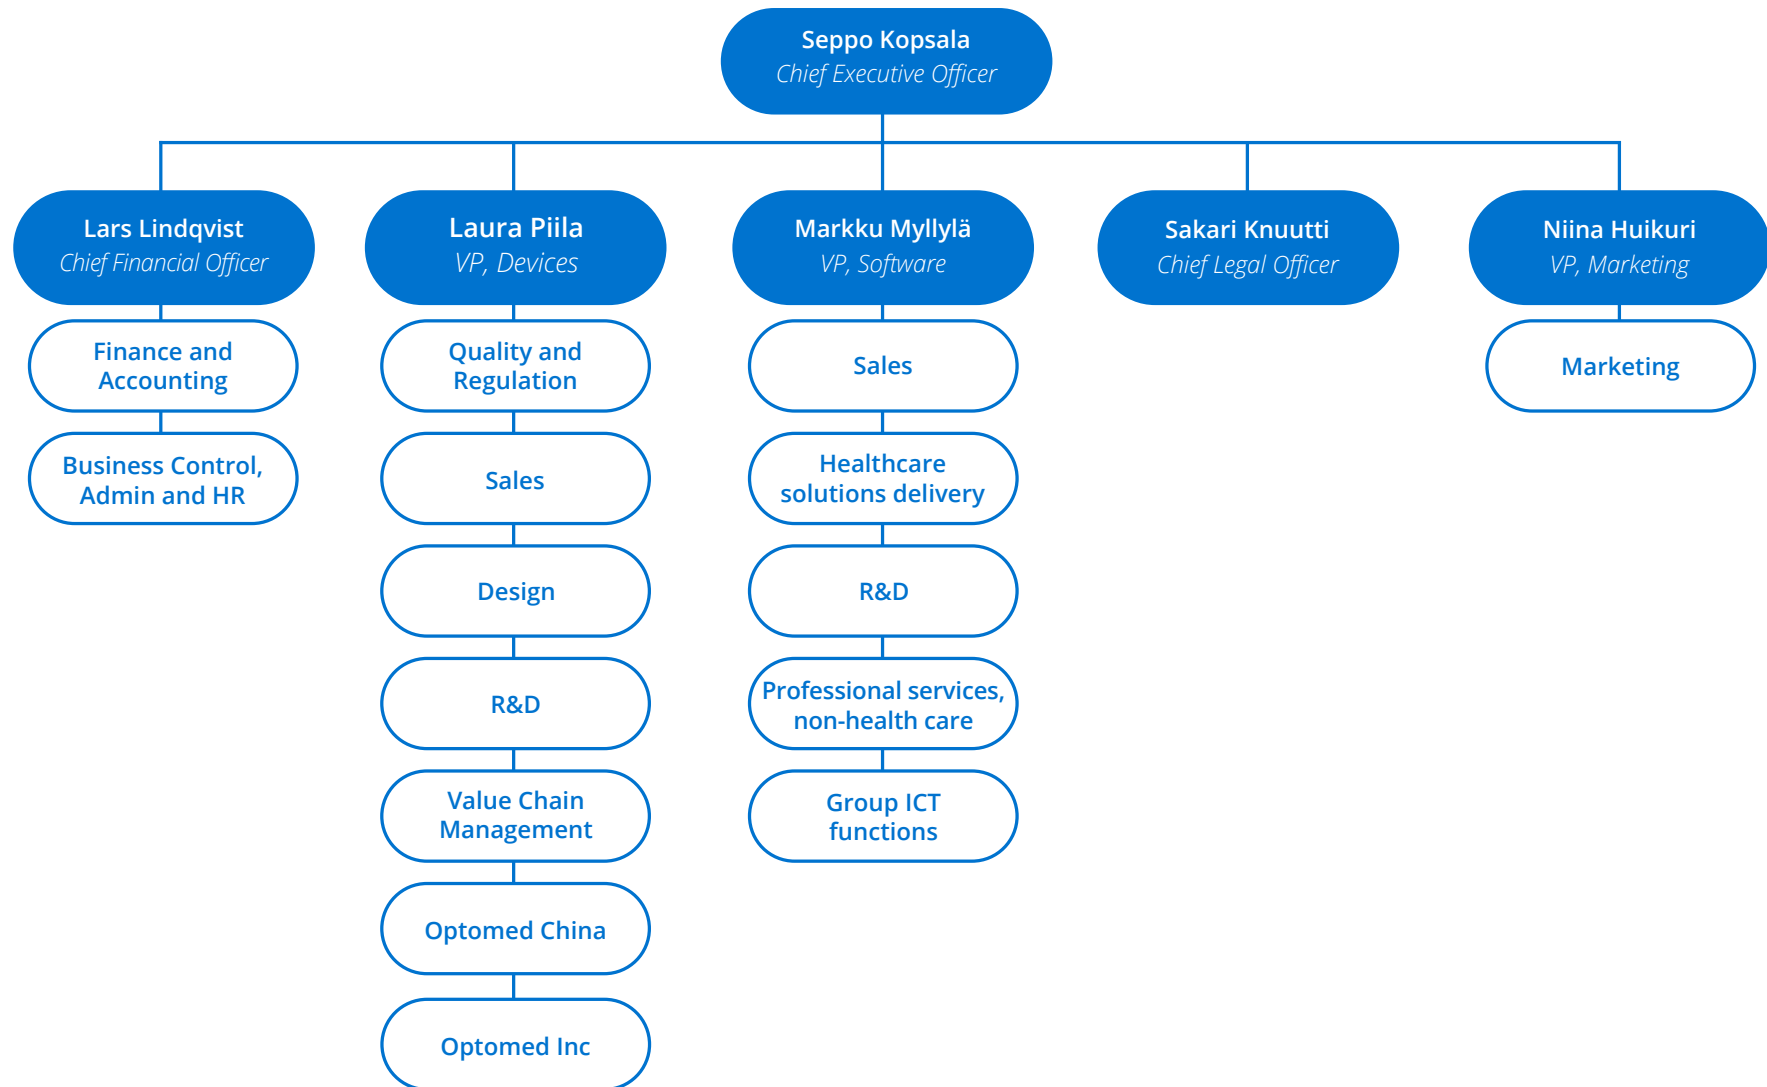 Seppo Kopsala
Chief Executive Officer
Lars Lindqvist
Chief Financial Officer
Laura Piila
VP, Devices
Markku Myllylä
VP, Software
Sakari Knuutti
Chief Legal Officer
Niina Huikuri
VP, Marketing
Finance and
Accounting
Business Control,
Admin and HR
Quality and
Regulation
Sales
Design
R&D
Value Chain
Management
Optomed China
Optomed Inc
Sales
Healthcare
solutions delivery
R&D
Professional services,
non-health care
Group ICT
functions
Marketing